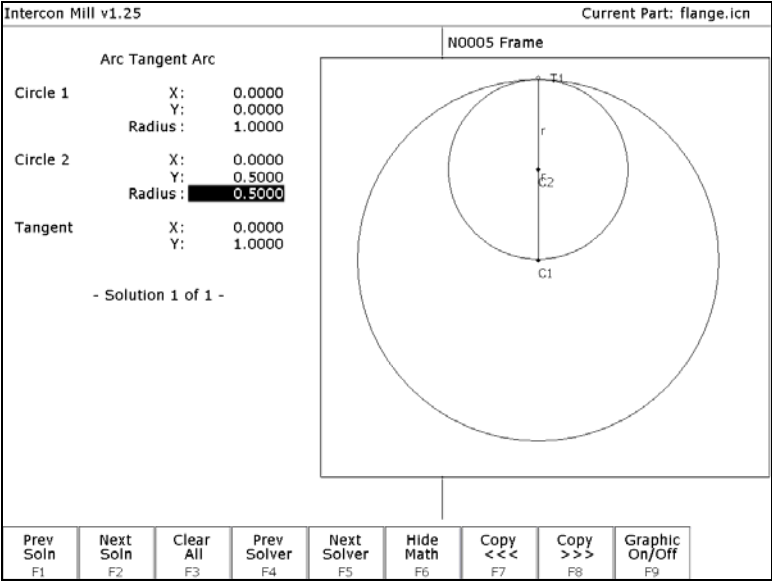 Intercon Mill v1.25 Current Part: flange.icn
N0005 Frame
Arc Tangent Arc
Circle 1 X: 0.0000
Y: 0.0000
Radius: 1.0000
Circle 2 X: 0.0000
Y: 0.5000
Radius: 0.5000
Tangent X: 0.0000
Y: 1.0000
- Solution 1 of 1 -
T1
r
C2
C1
Prev Soln F1
Next Soln F2
Clear All F3
Prev Solver F4
Next Solver F5
Hide Math F6
Copy <<< F7
Copy >>> F8
Graphic On/Off F9